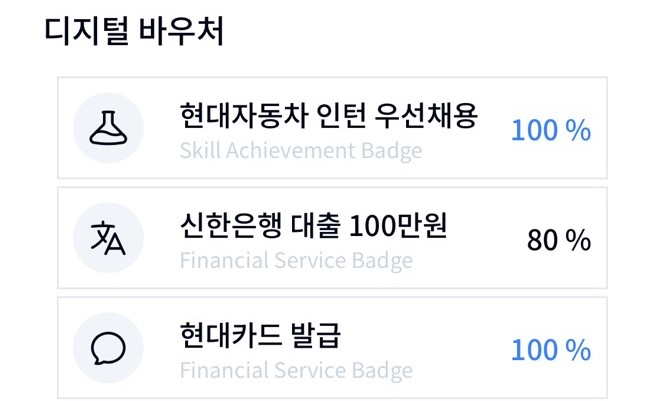 디지털 바우처
현대자동차 인턴 우선채용
100 %
Skill Achievement Badge
신한은행 대출 100만원
80 %
Financial Service Badge
현대카드 발급
100 %
Financial Service Badge